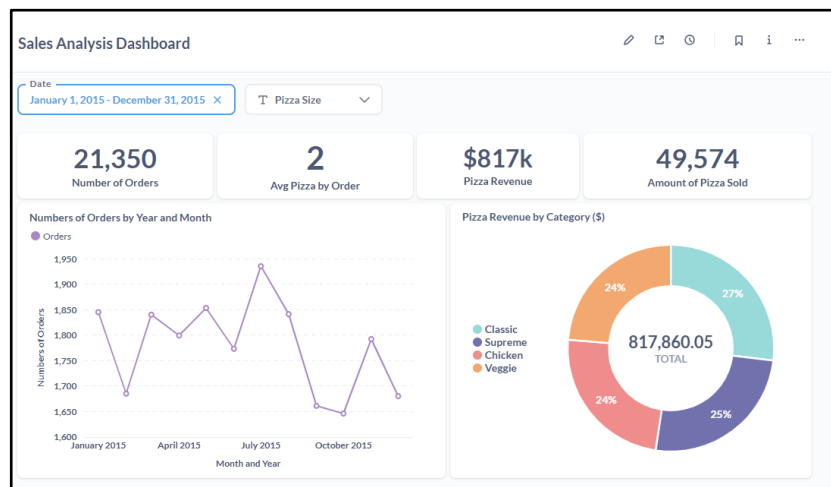 Sales Analysis Dashboard
Date
January 1, 2015 - December 31, 2015 ×
Pizza Size
21,350
Number of Orders
2
Avg Pizza by Order
$817k
Pizza Revenue
49,574
Amount of Pizza Sold
Numbers of Orders by Year and Month
Orders
1,950
1,900
1,850
1,800
1,750
1,700
1,650
1,600
Numbers of Orders
January 2015
April 2015
July 2015
October 2015
Month and Year
Pizza Revenue by Category ($)
Classic
Supreme
Chicken
Veggie
27%
25%
24%
24%
817,860.05
TOTAL